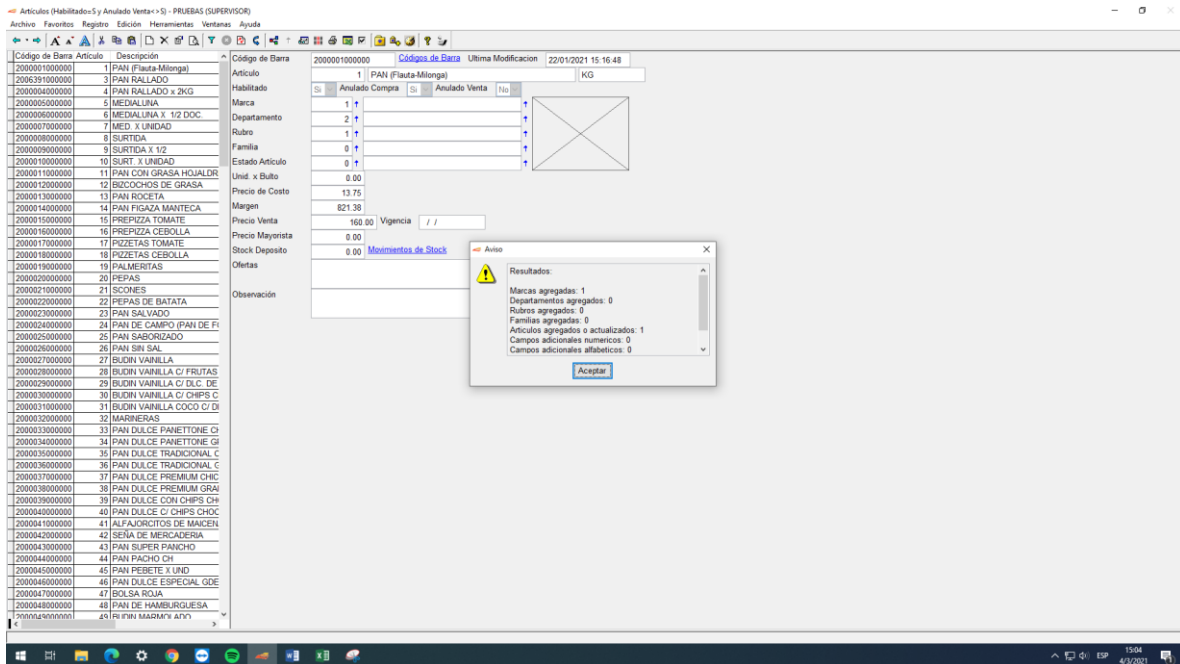 Artículos (Habilitado=S y Anulado Venta<>S) - PRUEBAS (SUPERVISOR)
Archivo Favoritos Registro Edición Herramientas Ventanas Ayuda
Código de Barra Artículo Descripción
2000001000000 1 PAN (Flauta-Milonga)
2006391000000 3 PAN RALLADO
2000004000000 4 PAN RALLADO x 2KG
2000005000000 5 MEDIALUNA
2000006000000 6 MEDIALUNA X 1/2 DOC.
2000007000000 7 MED. X UNIDAD
2000008000000 8 SURTIDA
2000009000000 9 SURTIDA X 1/2
2000010000000 10 SURT. X UNIDAD
2000011000000 11 PAN CON GRASA HOJALDR
2000012000000 12 BIZCOCHOS DE GRASA
2000013000000 13 PAN ROCETA
2000014000000 14 PAN FIGAZA MANTECA
2000015000000 15 PREPIZZA TOMATE
2000016000000 16 PREPIZZA CEBOLLA
2000017000000 17 PIZZETAS TOMATE
2000018000000 18 PIZZETAS CEBOLLA
2000019000000 19 PALMERITAS
2000020000000 20 PEPAS
2000021000000 21 SCONES
2000022000000 22 PEPAS DE BATATA
2000023000000 23 PAN SALVADO
2000024000000 24 PAN DE CAMPO (PAN DE F
2000025000000 25 PAN SABORIZADO
2000026000000 26 PAN SIN SAL
2000027000000 27 BUDIN VAINILLA
2000028000000 28 BUDIN VAINILLA C/ FRUTAS
2000029000000 29 BUDIN VAINILLA C/ DLC. DE
2000030000000 30 BUDIN VAINILLA C/ CHIPS C
2000031000000 31 BUDIN VAINILLA COCO C/ D
2000032000000 32 MARINERAS
2000033000000 33 PAN DULCE PANETTONE CH
2000034000000 34 PAN DULCE PANETTONE G
2000035000000 35 PAN DULCE TRADICIONAL C
2000036000000 36 PAN DULCE TRADICIONAL G
2000037000000 37 PAN DULCE PREMIUM CHIC
2000038000000 38 PAN DULCE PREMIUM GRA
2000039000000 39 PAN DULCE CON CHIPS CH
2000040000000 40 PAN DULCE C/ CHIPS CHOC
2000041000000 41 ALFAJORCITOS DE MAICEN
2000042000000 42 SEÑA DE MERCADERIA
2000043000000 43 PAN SUPER PANCHO
2000044000000 44 PAN PACHO CH
2000045000000 45 PAN PEBETE X UND
2000046000000 46 PAN DULCE ESPECIAL GDE
2000047000000 47 BOLSA ROJA
2000048000000 48 PAN DE HAMBURGUESA
2000049000000 49 BUDIN MARMOLADO
Código de Barra 2000001000000 Códigos de Barra Ultima Modificacion 22/01/2021 15:16:48
Artículo 1 PAN (Flauta-Milonga) KG
Habilitado Si Anulado Compra Si Anulado Venta No
Marca 1
Departamento 2
Rubro 1
Familia 0
Estado Artículo 0
Unid. x Bulto 0.00
Precio de Costo 13.75
Margen 821.38
Precio Venta 160.00 Vigencia / /
Precio Mayorista 0.00
Stock Deposito 0.00 Movimientos de Stock
Ofertas
Observación
Aviso
Resultados:
Marcas agregadas: 1
Departamentos agregados: 0
Rubros agregados: 0
Familias agregadas: 0
Articulos agregados o actualizados: 1
Campos adicionales numericos: 0
Campos adicionales alfabeticos: 0
Aceptar
ESP 15:04
4/3/2021